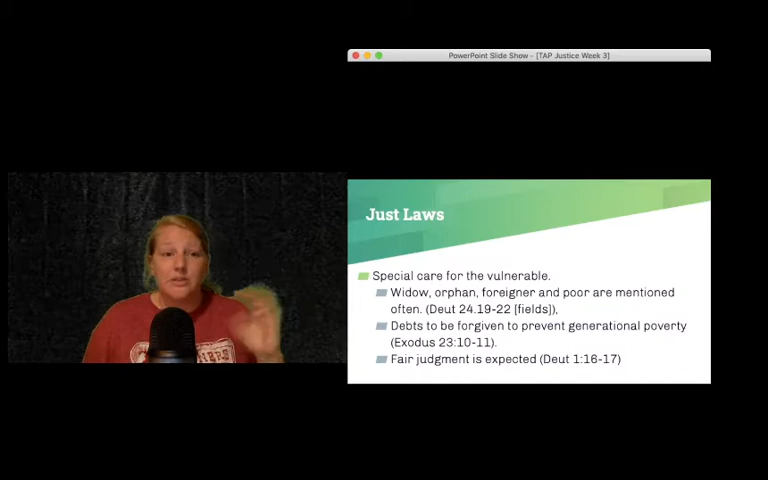 PowerPoint Slide Show - [TAP Justice Week 3]
Just Laws
Special care for the vulnerable.
Widow, orphan, foreigner and poor are mentioned
often. (Deut 24.19-22 [fields]),
Debts to be forgiven to prevent generational poverty
(Exodus 23:10-11).
Fair judgment is expected (Deut 1:16-17)